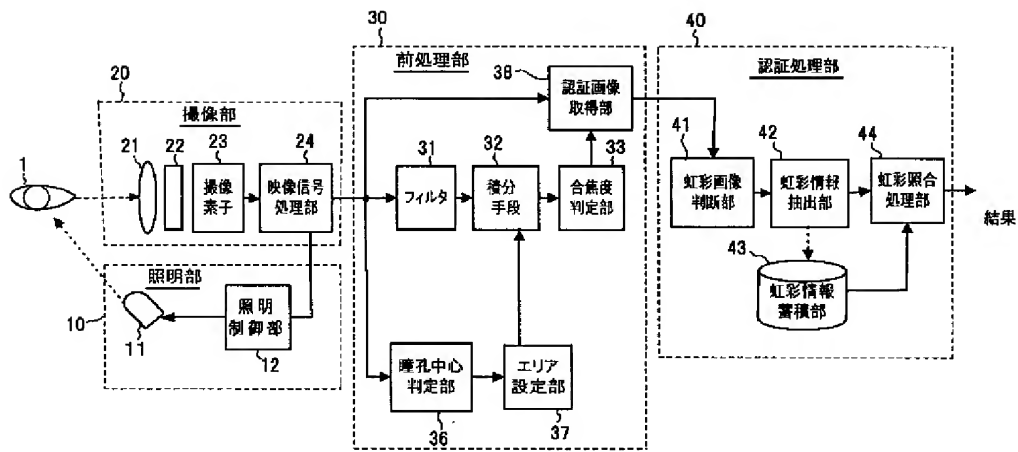 30
前処理部
40
認証処理部
38
認証画像
取得部
20
撮像部
21
22
23
24
撮像
素子
映像信号
処理部
1
31
32
33
フィルタ
積分
手段
合焦度
判定部
41
42
44
虹彩画像
判断部
虹彩情報
抽出部
虹彩照合
処理部
結果
43
虹彩情報
蓄積部
照明部
10
11
照明
制御部
12
瞳孔中心
判定部
エリア
設定部
36
37